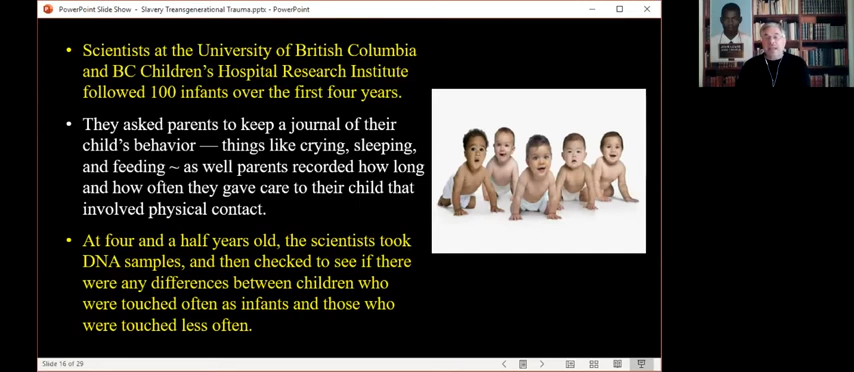 PowerPoint Slide Show - Slavery Treansgenerational Trauma.pptx - PowerPoint
• Scientists at the University of British Columbia
and BC Children's Hospital Research Institute
followed 100 infants over the first four years.
• They asked parents to keep a journal of their
child's behavior — things like crying, sleeping,
and feeding ~ as well parents recorded how long
and how often they gave care to their child that
involved physical contact.
• At four and a half years old, the scientists took
DNA samples, and then checked to see if there
were any differences between children who
were touched often as infants and those who
were touched less often.
Slide 16 of 29